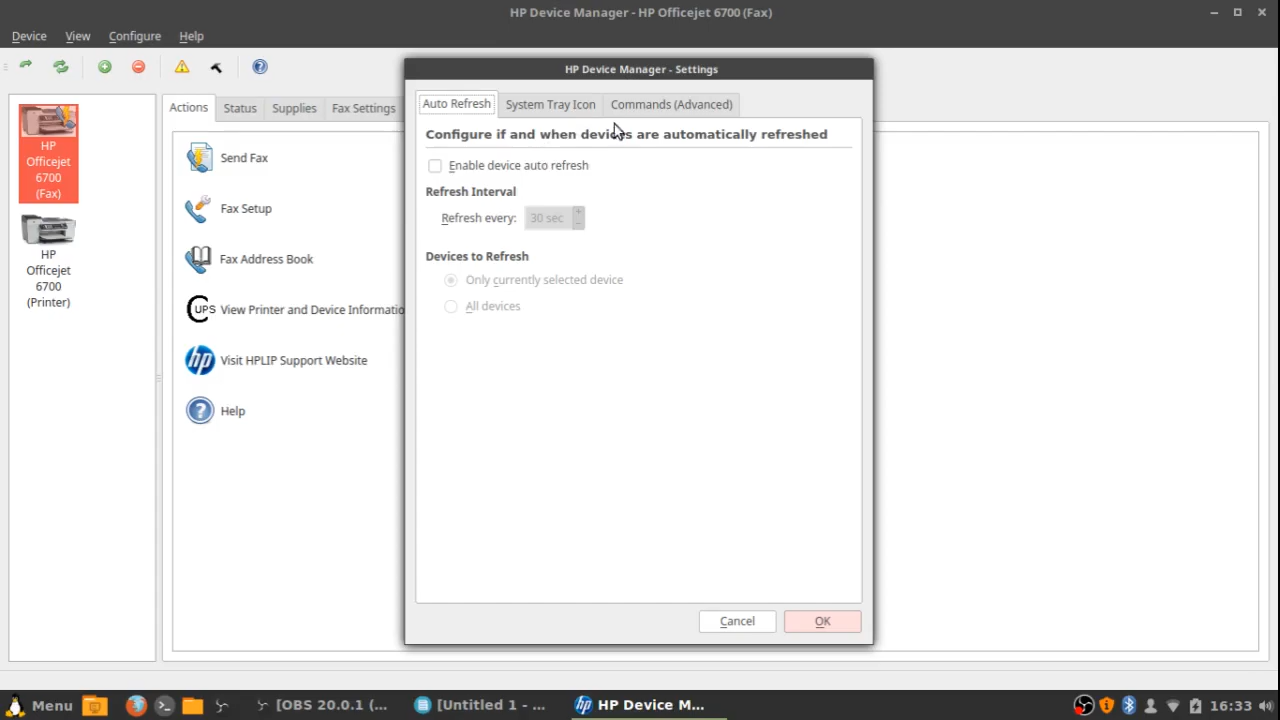 HP Device Manager - HP Officejet 6700 (Fax)
Device View Configure Help
HP Device Manager - Settings
HP
Officejet
6700
(Fax)
HP
Officejet
6700
(Printer)
Actions Status Supplies Fax Settings
Send Fax
Fax Setup
Fax Address Book
CUPS View Printer and Device Informatio
hp Visit HPLIP Support Website
? Help
Auto Refresh System Tray Icon Commands (Advanced)
Configure if and when devices are automatically refreshed
Enable device auto refresh
Refresh Interval
Refresh every: 30 sec
Devices to Refresh
Only currently selected device
All devices
Cancel OK
Menu [OBS 20.0.1 (... [Untitled 1 - ... hp HP Device M... 16:33